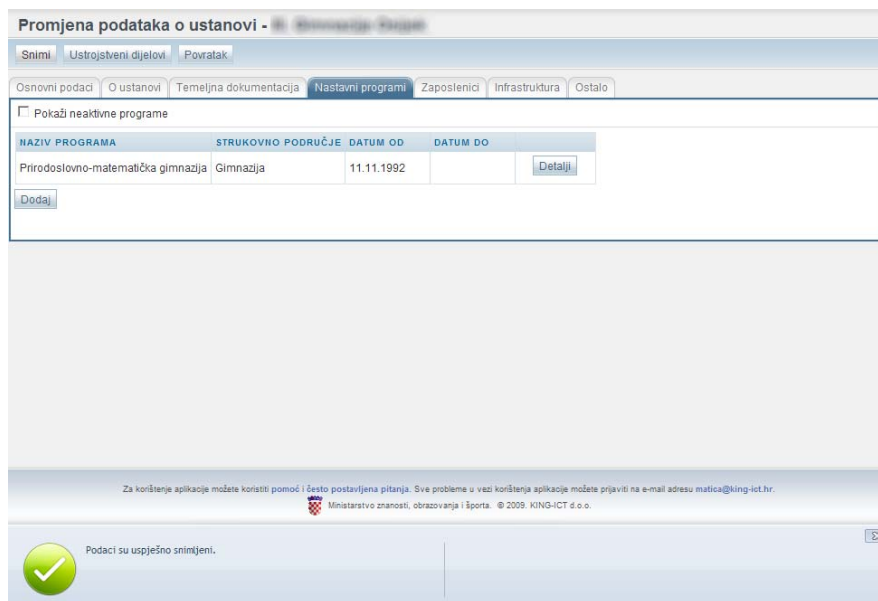 Promjena podataka o ustanovi -
Snimi Ustrojstveni dijelovi Povratak
Osnovni podaci O ustanovi Temeljna dokumentacija Nastavni programi Zaposlenici Infrastruktura Ostalo
Pokaži neaktivne programe
NAZIV PROGRAMA STRUKOVNO PODRUČJE DATUM OD DATUM DO
Prirodoslovno-matematička gimnazija Gimnazija 11.11.1992 Detalji
Dodaj
Za korištenje aplikacije možete koristiti pomoć i često postavljena pitanja. Sve probleme u vezi korištenja aplikacije možete prijaviti na e-mail adresu matica@king-ict.hr.
Ministarstvo znanosti, obrazovanja i športa. © 2009. KING-ICT d.o.o.
Podaci su uspješno snimljeni.